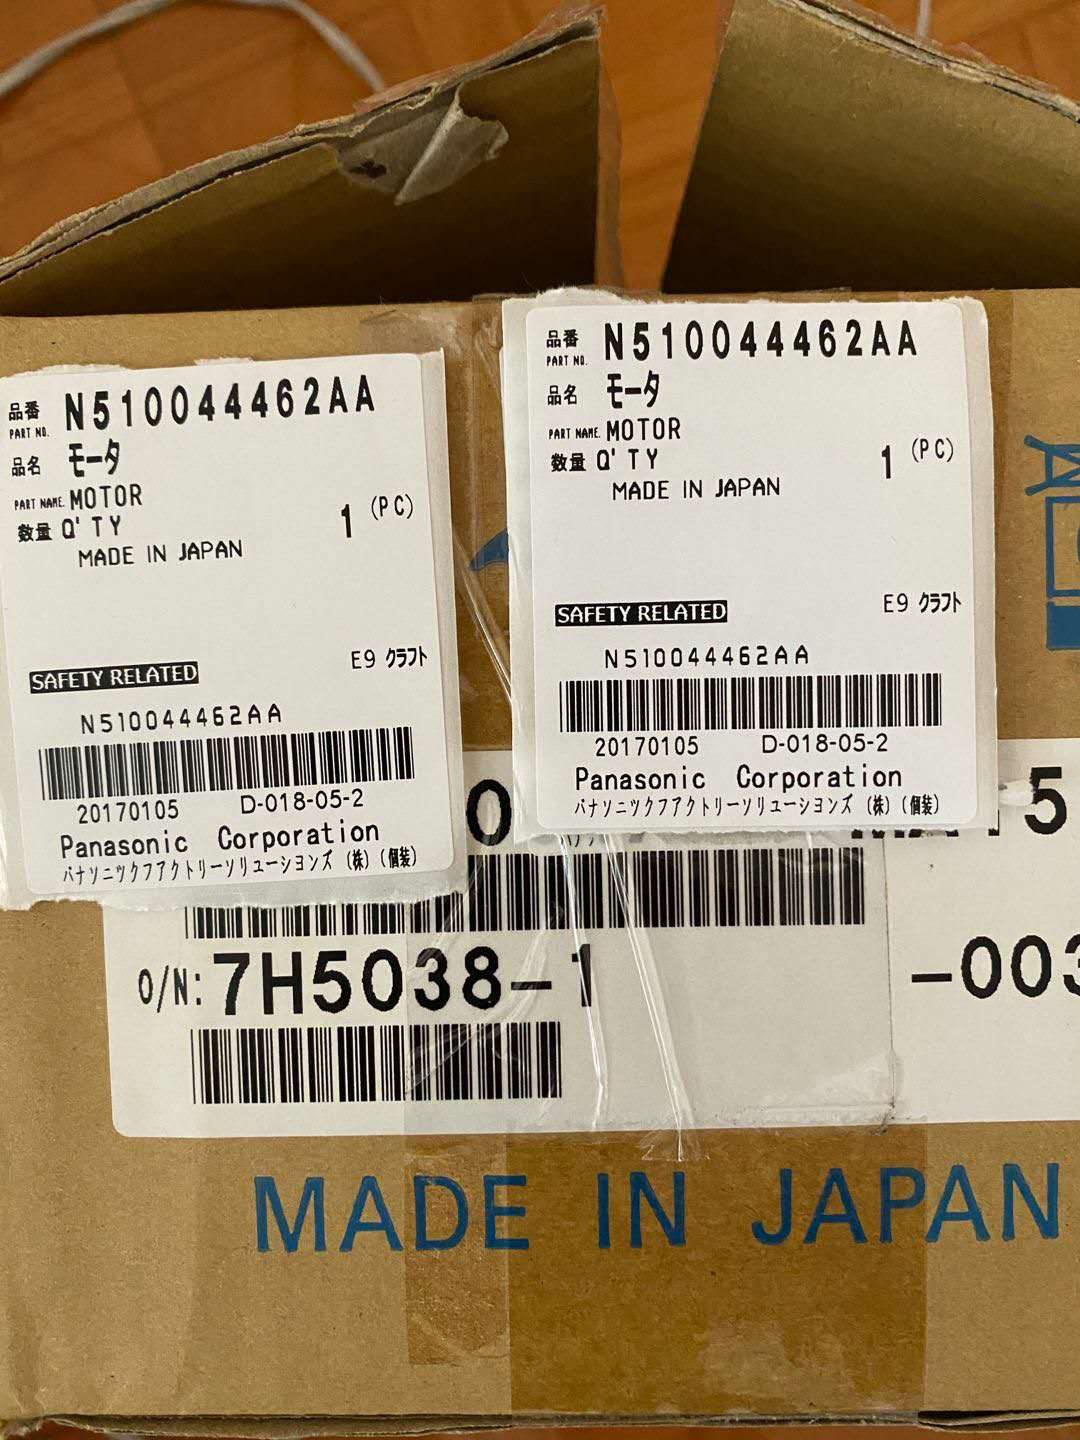 品番 N510044462AA
PART NO.
品名 モータ
PART NAME. MOTOR
数量 Q'TY 1 (PC)
MADE IN JAPAN
E9 クラフト
SAFETY RELATED
N510044462AA
20170105 D-018-05-2
Panasonic Corporation
パナソニックファクトリーソリューションズ (株) (個装)
品番 N510044462AA
PART NO.
品名 モータ
PART NAME. MOTOR
数量 Q'TY 1 (PC)
MADE IN JAPAN
E9 クラフト
SAFETY RELATED
N510044462AA
20170105 D-018-05-2
Panasonic Corporation
パナソニックファクトリーソリューションズ (株) (個装)
O/N: 7H5038-1 -003
MADE IN JAPAN